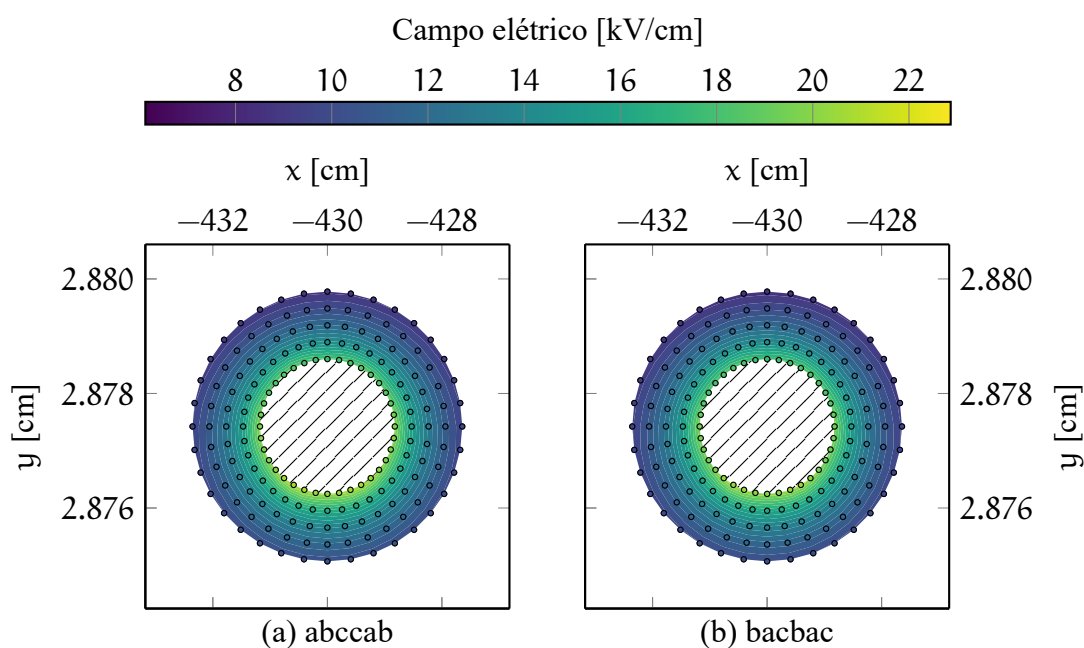 Campo elétrico [kV/cm]
8 10 12 14 16 18 20 22
x [cm] x [cm]
−432 −430 −428 −432 −430 −428
2.880 2.880
2.878 2.878
y [cm] y [cm]
2.876 2.876
(a) abccab (b) bacbac